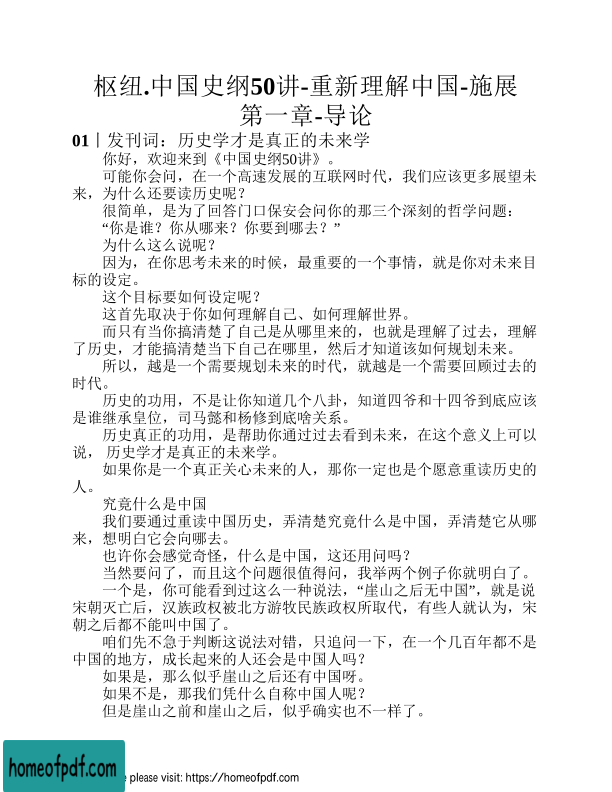 枢纽.中国史纲50讲-重新理解中国-施展
第一章-导论
01｜发刊词：历史学才是真正的未来学
你好，欢迎来到《中国史纲50讲》。
可能你会问，在一个高速发展的互联网时代，我们应该更多展望未
来，为什么还要读历史呢？
很简单，是为了回答门口保安会问你的那三个深刻的哲学问题：
“你是谁？你从哪来？你要到哪去？”
为什么这么说呢？
因为，在你思考未来的时候，最重要的一个事情，就是你对未来目
标的设定。
这个目标要如何设定呢？
这首先取决于你如何理解自己、如何理解世界。
而只有当你搞清楚了自己是从哪里来的，也就是理解了过去，理解
了历史，才能搞清楚当下自己在哪里，然后才知道该如何规划未来。
所以，越是一个需要规划未来的时代，就越是一个需要回顾过去的
时代。
历史的功用，不是让你知道几个八卦，知道四爷和十四爷到底应该
是谁继承皇位，司马懿和杨修到底啥关系。
历史真正的功用，是帮助你通过过去看到未来，在这个意义上可以
说， 历史学才是真正的未来学。
如果你是一个真正关心未来的人，那你一定也是个愿意重读历史的
人。
究竟什么是中国
我们要通过重读中国历史，弄清楚究竟什么是中国，弄清楚它从哪
来，想明白它会向哪去。
也许你会感觉奇怪，什么是中国，这还用问吗？
当然要问了，而且这个问题很值得问，我举两个例子你就明白了。
一个是，你可能看到过这么一种说法，“崖山之后无中国”，就是说
宋朝灭亡后，汉族政权被北方游牧民族政权所取代，有些人就认为，宋
朝之后都不能叫中国了。
咱们先不急于判断这说法对错，只追问一下，在一个几百年都不是
中国的地方，成长起来的人还会是中国人吗？
如果是，那么似乎崖山之后还有中国呀。
如果不是，那我们凭什么自称中国人呢？
但是崖山之前和崖山之后，似乎确实也不一样了。
homeofpdf.com
e please visit: https://homeofpdf.com